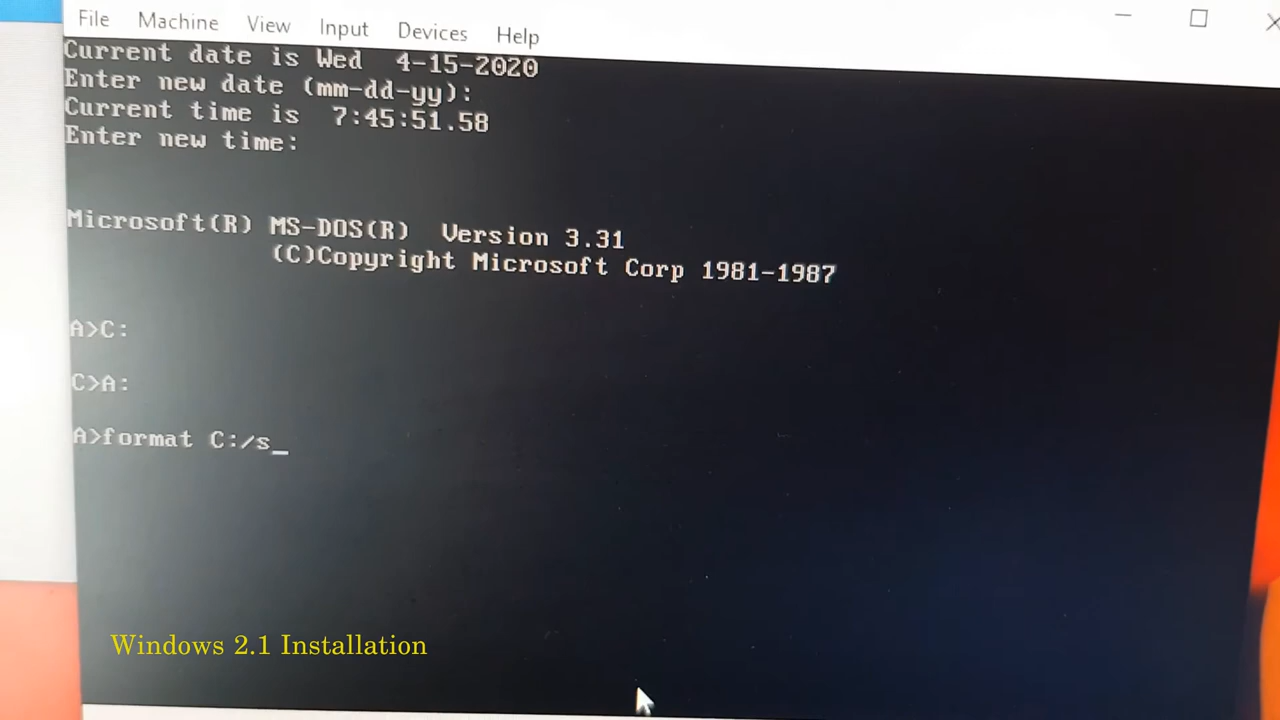 File Machine View Input Devices Help
Current date is Wed  4-15-2020
Enter new date (mm-dd-yy):
Current time is  7:45:51.58
Enter new time:
Microsoft(R) MS-DOS(R)  Version 3.31
(C)Copyright Microsoft Corp 1981-1987
A>C:
C>A:
A>format C:/s_
Windows 2.1 Installation